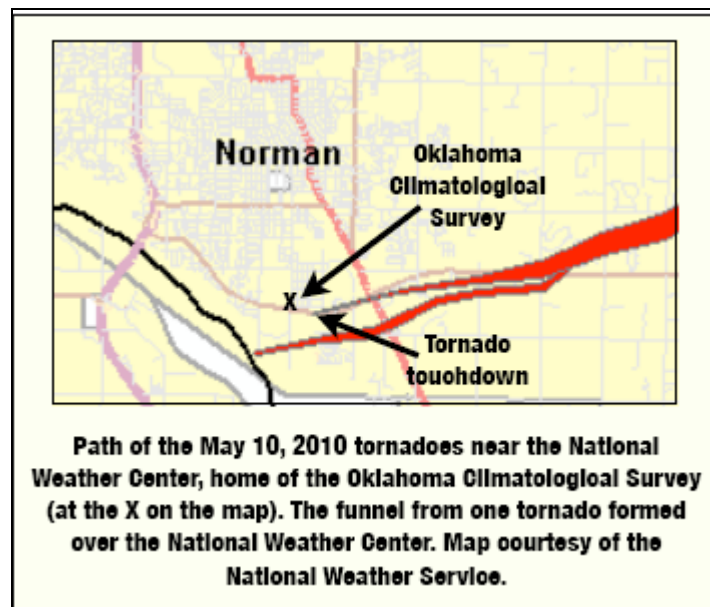 Norman
Oklahoma
Climatological
Survey
X
Tornado
touchdown
Path of the May 10, 2010 tornadoes near the National
Weather Center, home of the Oklahoma Climatological Survey
(at the X on the map). The funnel from one tornado formed
over the National Weather Center. Map courtesy of the
National Weather Service.